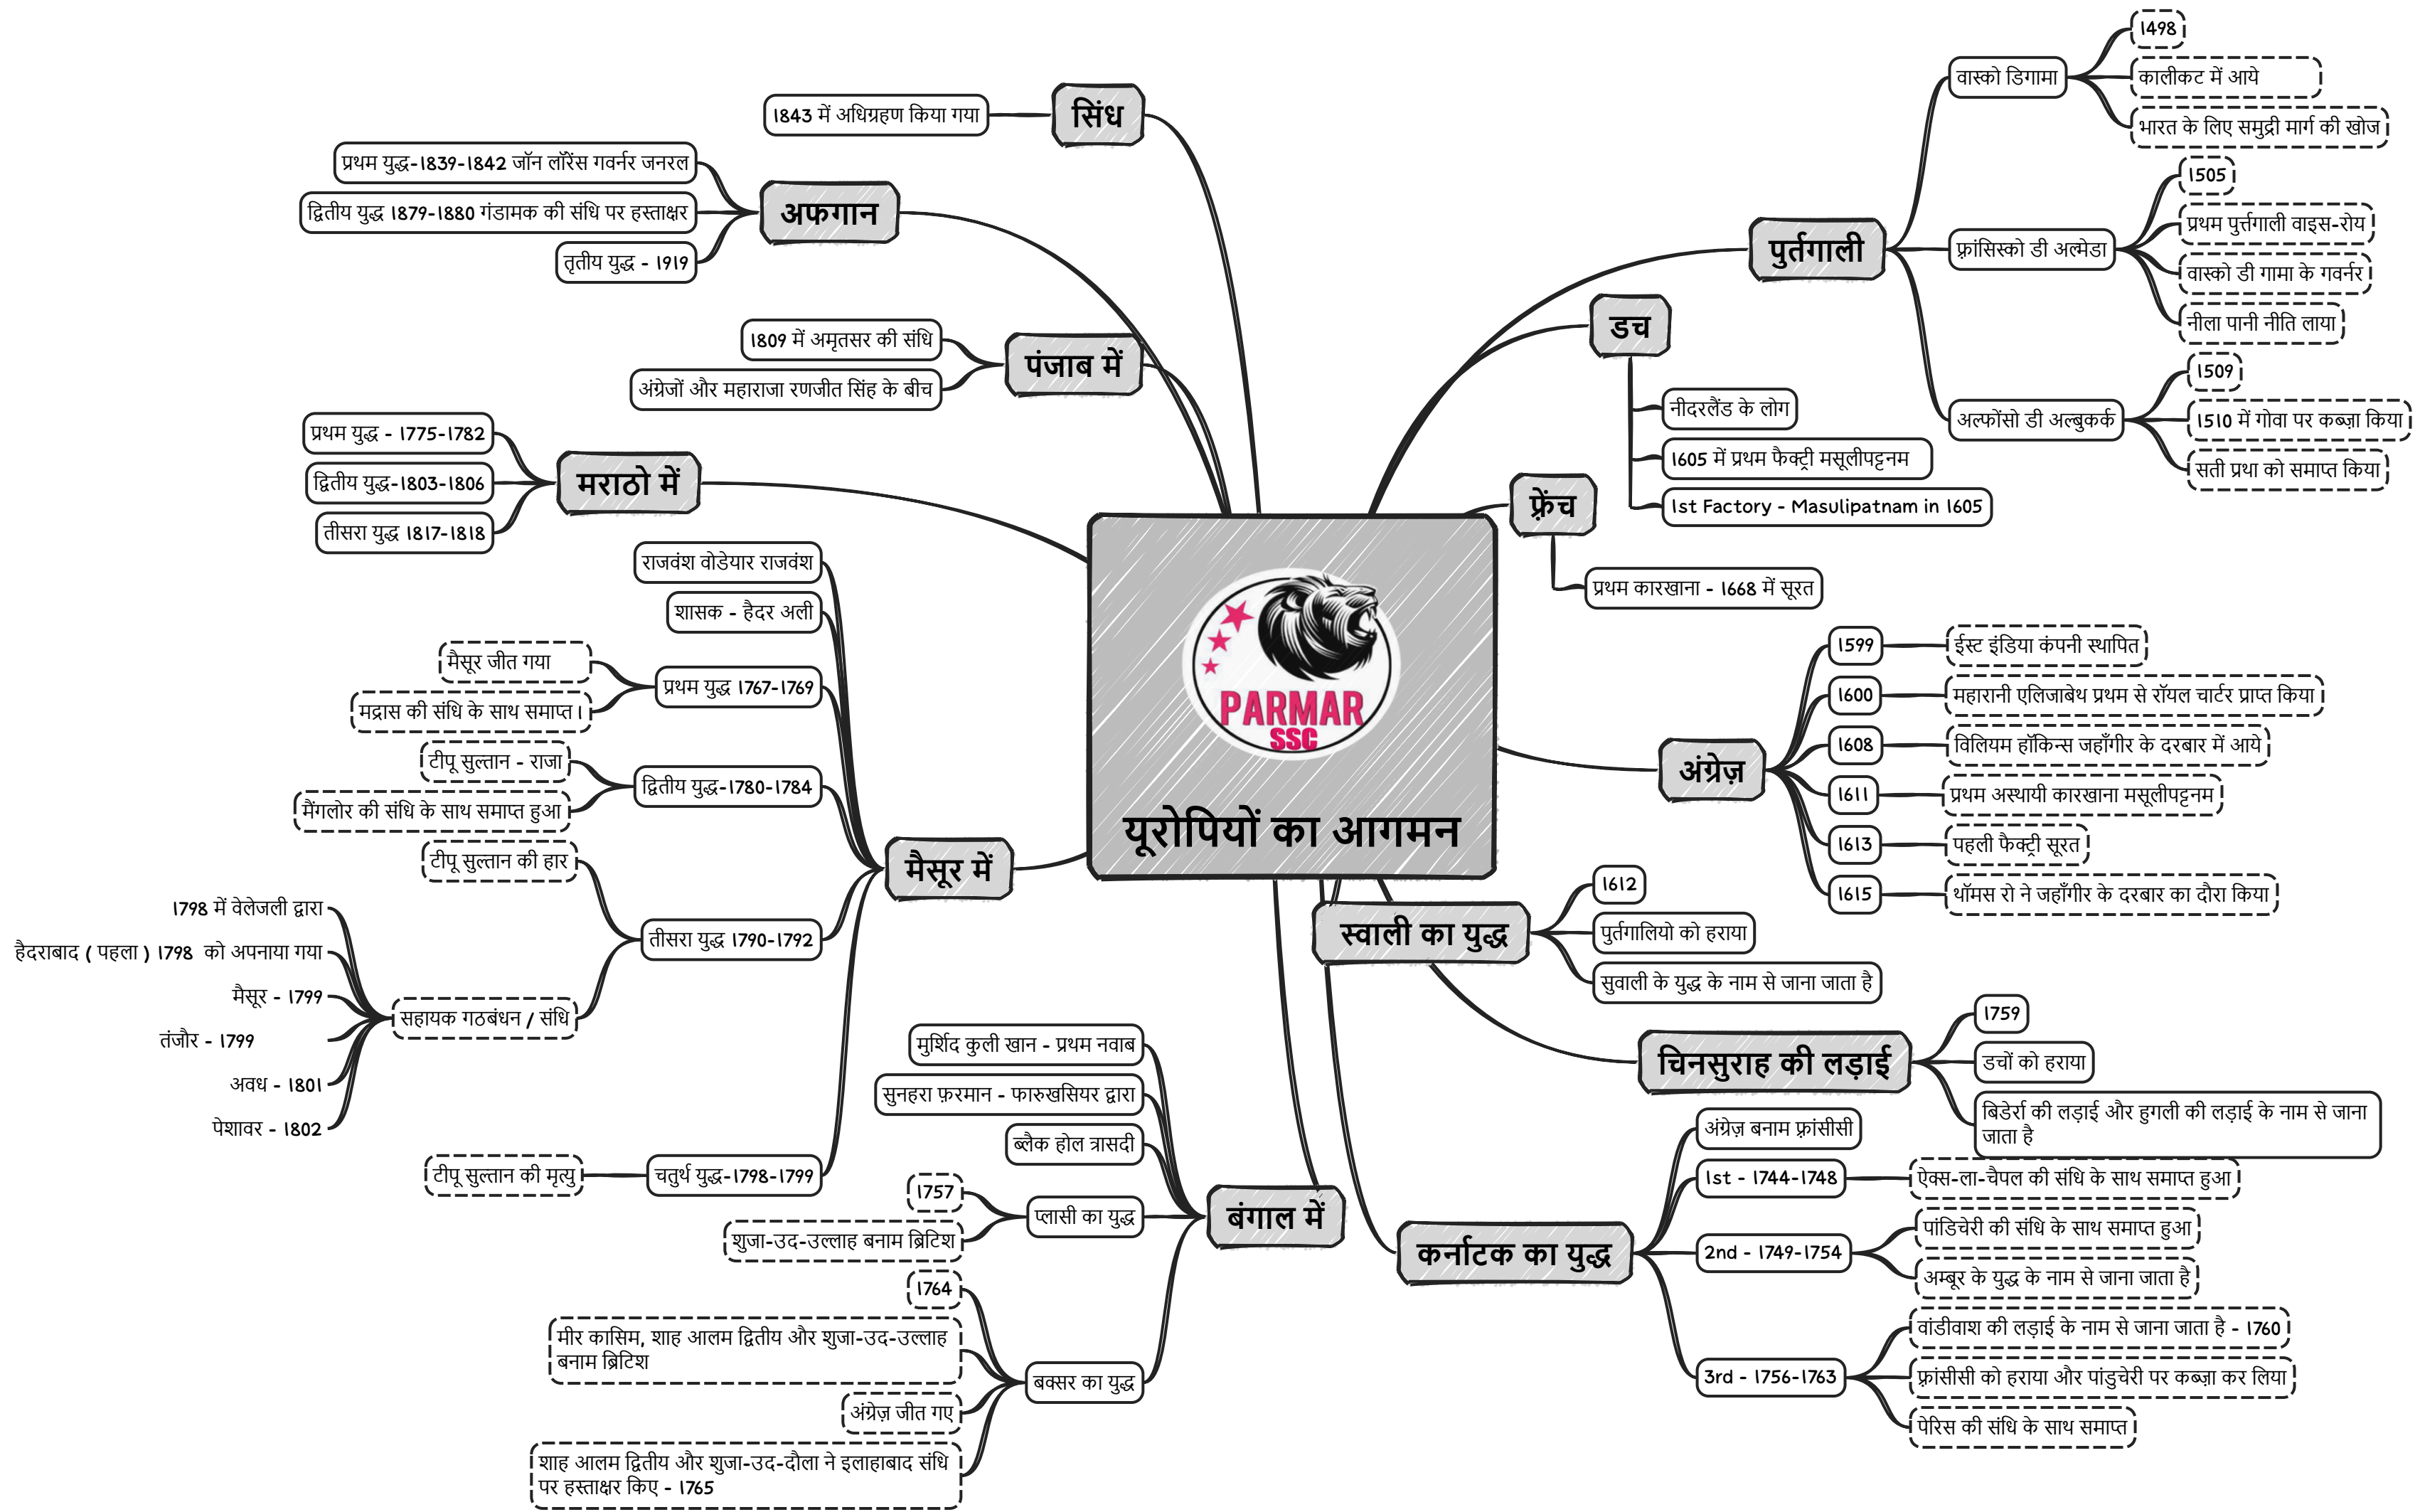 PARMAR
SSC
यूरोपियों का आगमन
पुर्तगाली
वास्को डिगामा
1498
कालीकट में आये
भारत के लिए समुद्री मार्ग की खोज
फ़्रांसिस्को डी अल्मेडा
1505
प्रथम पुर्त्तगाली वाइस-रोय
वास्को डी गामा के गवर्नर
नीला पानी नीति लाया
अल्फोंसो डी अल्बुकर्क
1509
1510 में गोवा पर कब्ज़ा किया
सती प्रथा को समाप्त किया
डच
नीदरलैंड के लोग
1605 में प्रथम फैक्ट्री मसूलीपट्टनम
1st Factory - Masulipatnam in 1605
फ़्रेंच
प्रथम कारखाना - 1668 में सूरत
अंग्रेज़
1599
ईस्ट इंडिया कंपनी स्थापित
1600
महारानी एलिजाबेथ प्रथम से रॉयल चार्टर प्राप्त किया
1608
विलियम हॉकिन्स जहाँगीर के दरबार में आये
1611
प्रथम अस्थायी कारखाना मसूलीपट्टनम
1613
पहली फैक्ट्री सूरत
1615
थॉमस रो ने जहाँगीर के दरबार का दौरा किया
स्वाली का युद्ध
1612
पुर्तगालियो को हराया
सुवाली के युद्ध के नाम से जाना जाता है
चिनसुराह की लड़ाई
1759
डचों को हराया
बिडेर्रा की लड़ाई और हुगली की लड़ाई के नाम से जाना
जाता है
कर्नाटक का युद्ध
अंग्रेज़ बनाम फ़्रांसीसी
1st - 1744-1748
ऐक्स-ला-चैपल की संधि के साथ समाप्त हुआ
2nd - 1749-1754
पांडिचेरी की संधि के साथ समाप्त हुआ
अम्बूर के युद्ध के नाम से जाना जाता है
3rd - 1756-1763
वांडीवाश की लड़ाई के नाम से जाना जाता है - 1760
फ़्रांसीसी को हराया और पांडुचेरी पर कब्ज़ा कर लिया
पेरिस की संधि के साथ समाप्त
सिंध
1843 में अधिग्रहण किया गया
अफगान
प्रथम युद्ध-1839-1842 जॉन लॉरेंस गवर्नर जनरल
द्वितीय युद्ध 1879-1880 गंडामक की संधि पर हस्ताक्षर
तृतीय युद्ध - 1919
पंजाब में
1809 में अमृतसर की संधि
अंग्रेजों और महाराजा रणजीत सिंह के बीच
मराठो में
प्रथम युद्ध - 1775-1782
द्वितीय युद्ध-1803-1806
तीसरा युद्ध 1817-1818
मैसूर में
राजवंश वोडेयार राजवंश
शासक - हैदर अली
प्रथम युद्ध 1767-1769
मैसूर जीत गया
मद्रास की संधि के साथ समाप्त।
द्वितीय युद्ध-1780-1784
टीपू सुल्तान - राजा
मैंगलोर की संधि के साथ समाप्त हुआ
तीसरा युद्ध 1790-1792
टीपू सुल्तान की हार
सहायक गठबंधन / संधि
1798 में वेलेजली द्वारा
हैदराबाद ( पहला ) 1798 को अपनाया गया
मैसूर - 1799
तंजौर - 1799
अवध - 1801
पेशावर - 1802
चतुर्थ युद्ध-1798-1799
टीपू सुल्तान की मृत्यु
बंगाल में
मुर्शिद कुली खान - प्रथम नवाब
सुनहरा फ़रमान - फारुखसियर द्वारा
ब्लैक होल त्रासदी
प्लासी का युद्ध
1757
शुजा-उद-उल्लाह बनाम ब्रिटिश
बक्सर का युद्ध
1764
मीर कासिम, शाह आलम द्वितीय और शुजा-उद-उल्लाह
बनाम ब्रिटिश
अंग्रेज़ जीत गए
शाह आलम द्वितीय और शुजा-उद-दौला ने इलाहाबाद संधि
पर हस्ताक्षर किए - 1765